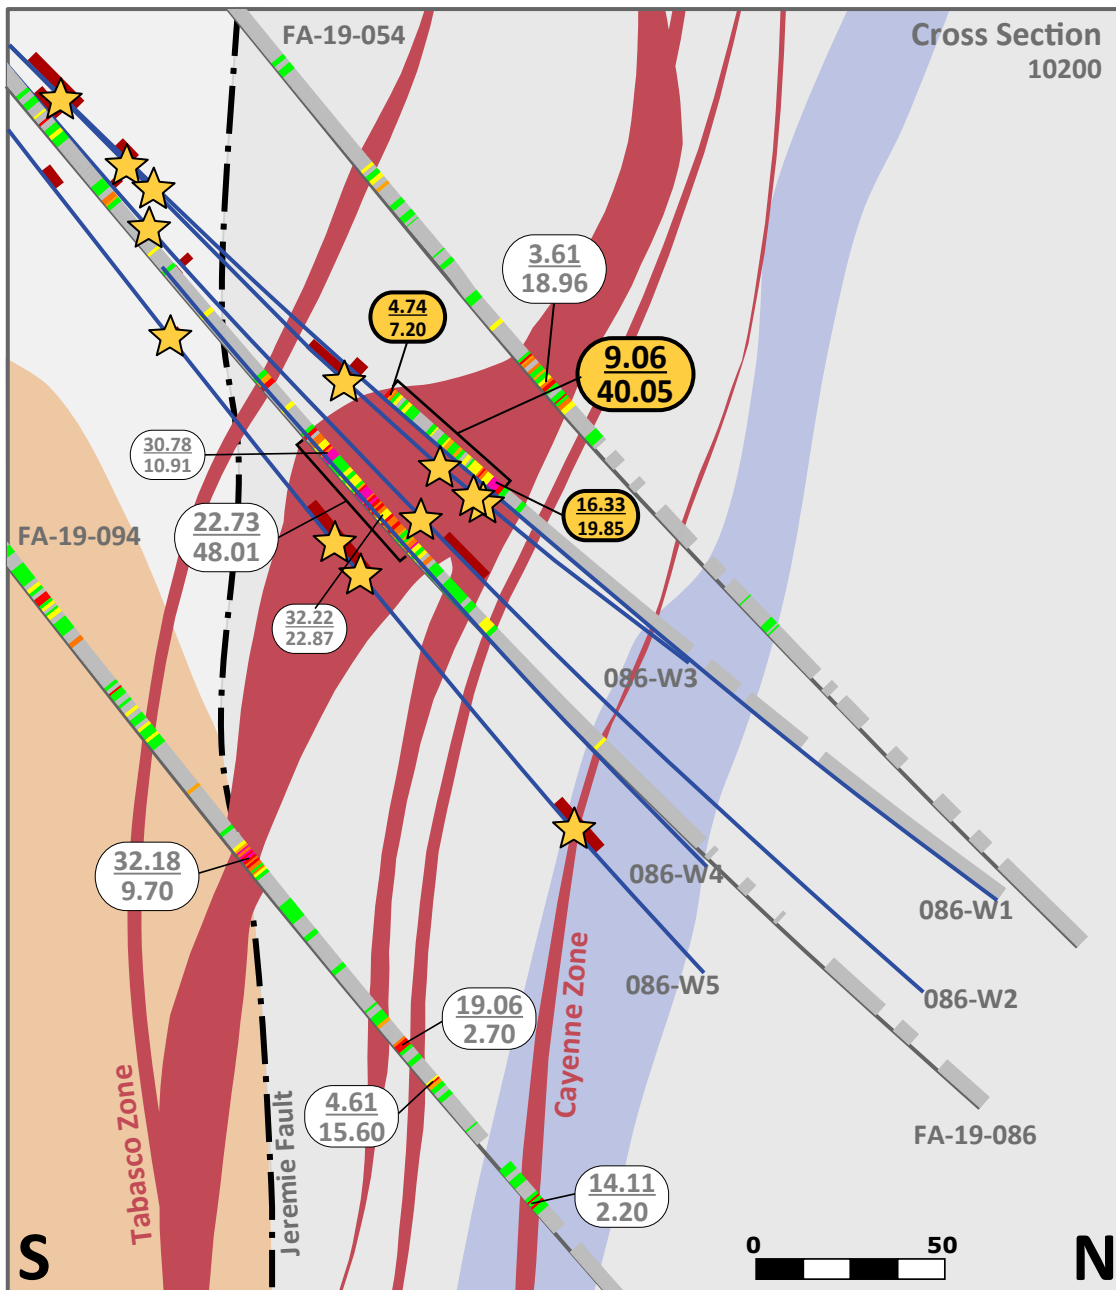 FA-19-054
Cross Section
10200
3.61
18.96
4.74
7.20
9.06
40.05
30.78
10.91
16.33
19.85
22.73
48.01
FA-19-094
32.22
22.87
086-W3
32.18
9.70
086-W4
086-W1
086-W5
086-W2
19.06
2.70
Cayenne Zone
4.61
15.60
FA-19-086
Tabasco Zone
Jeremie Fault
14.11
2.20
S
0
50
N